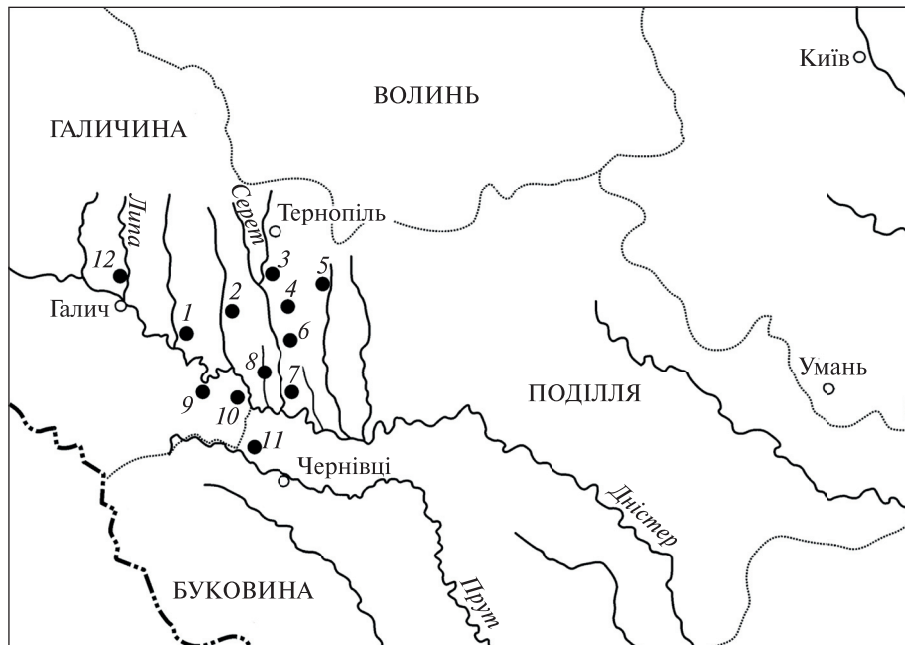 Київ
ВОЛИНЬ
ГАЛИЧИНА
Липа
Серет
Тернопіль
12
3
5
Галич
1
2
4
6
8
7
Умань
ПОДІЛЛЯ
9
10
11
Чернівці
Дністер
БУКОВИНА
Прут